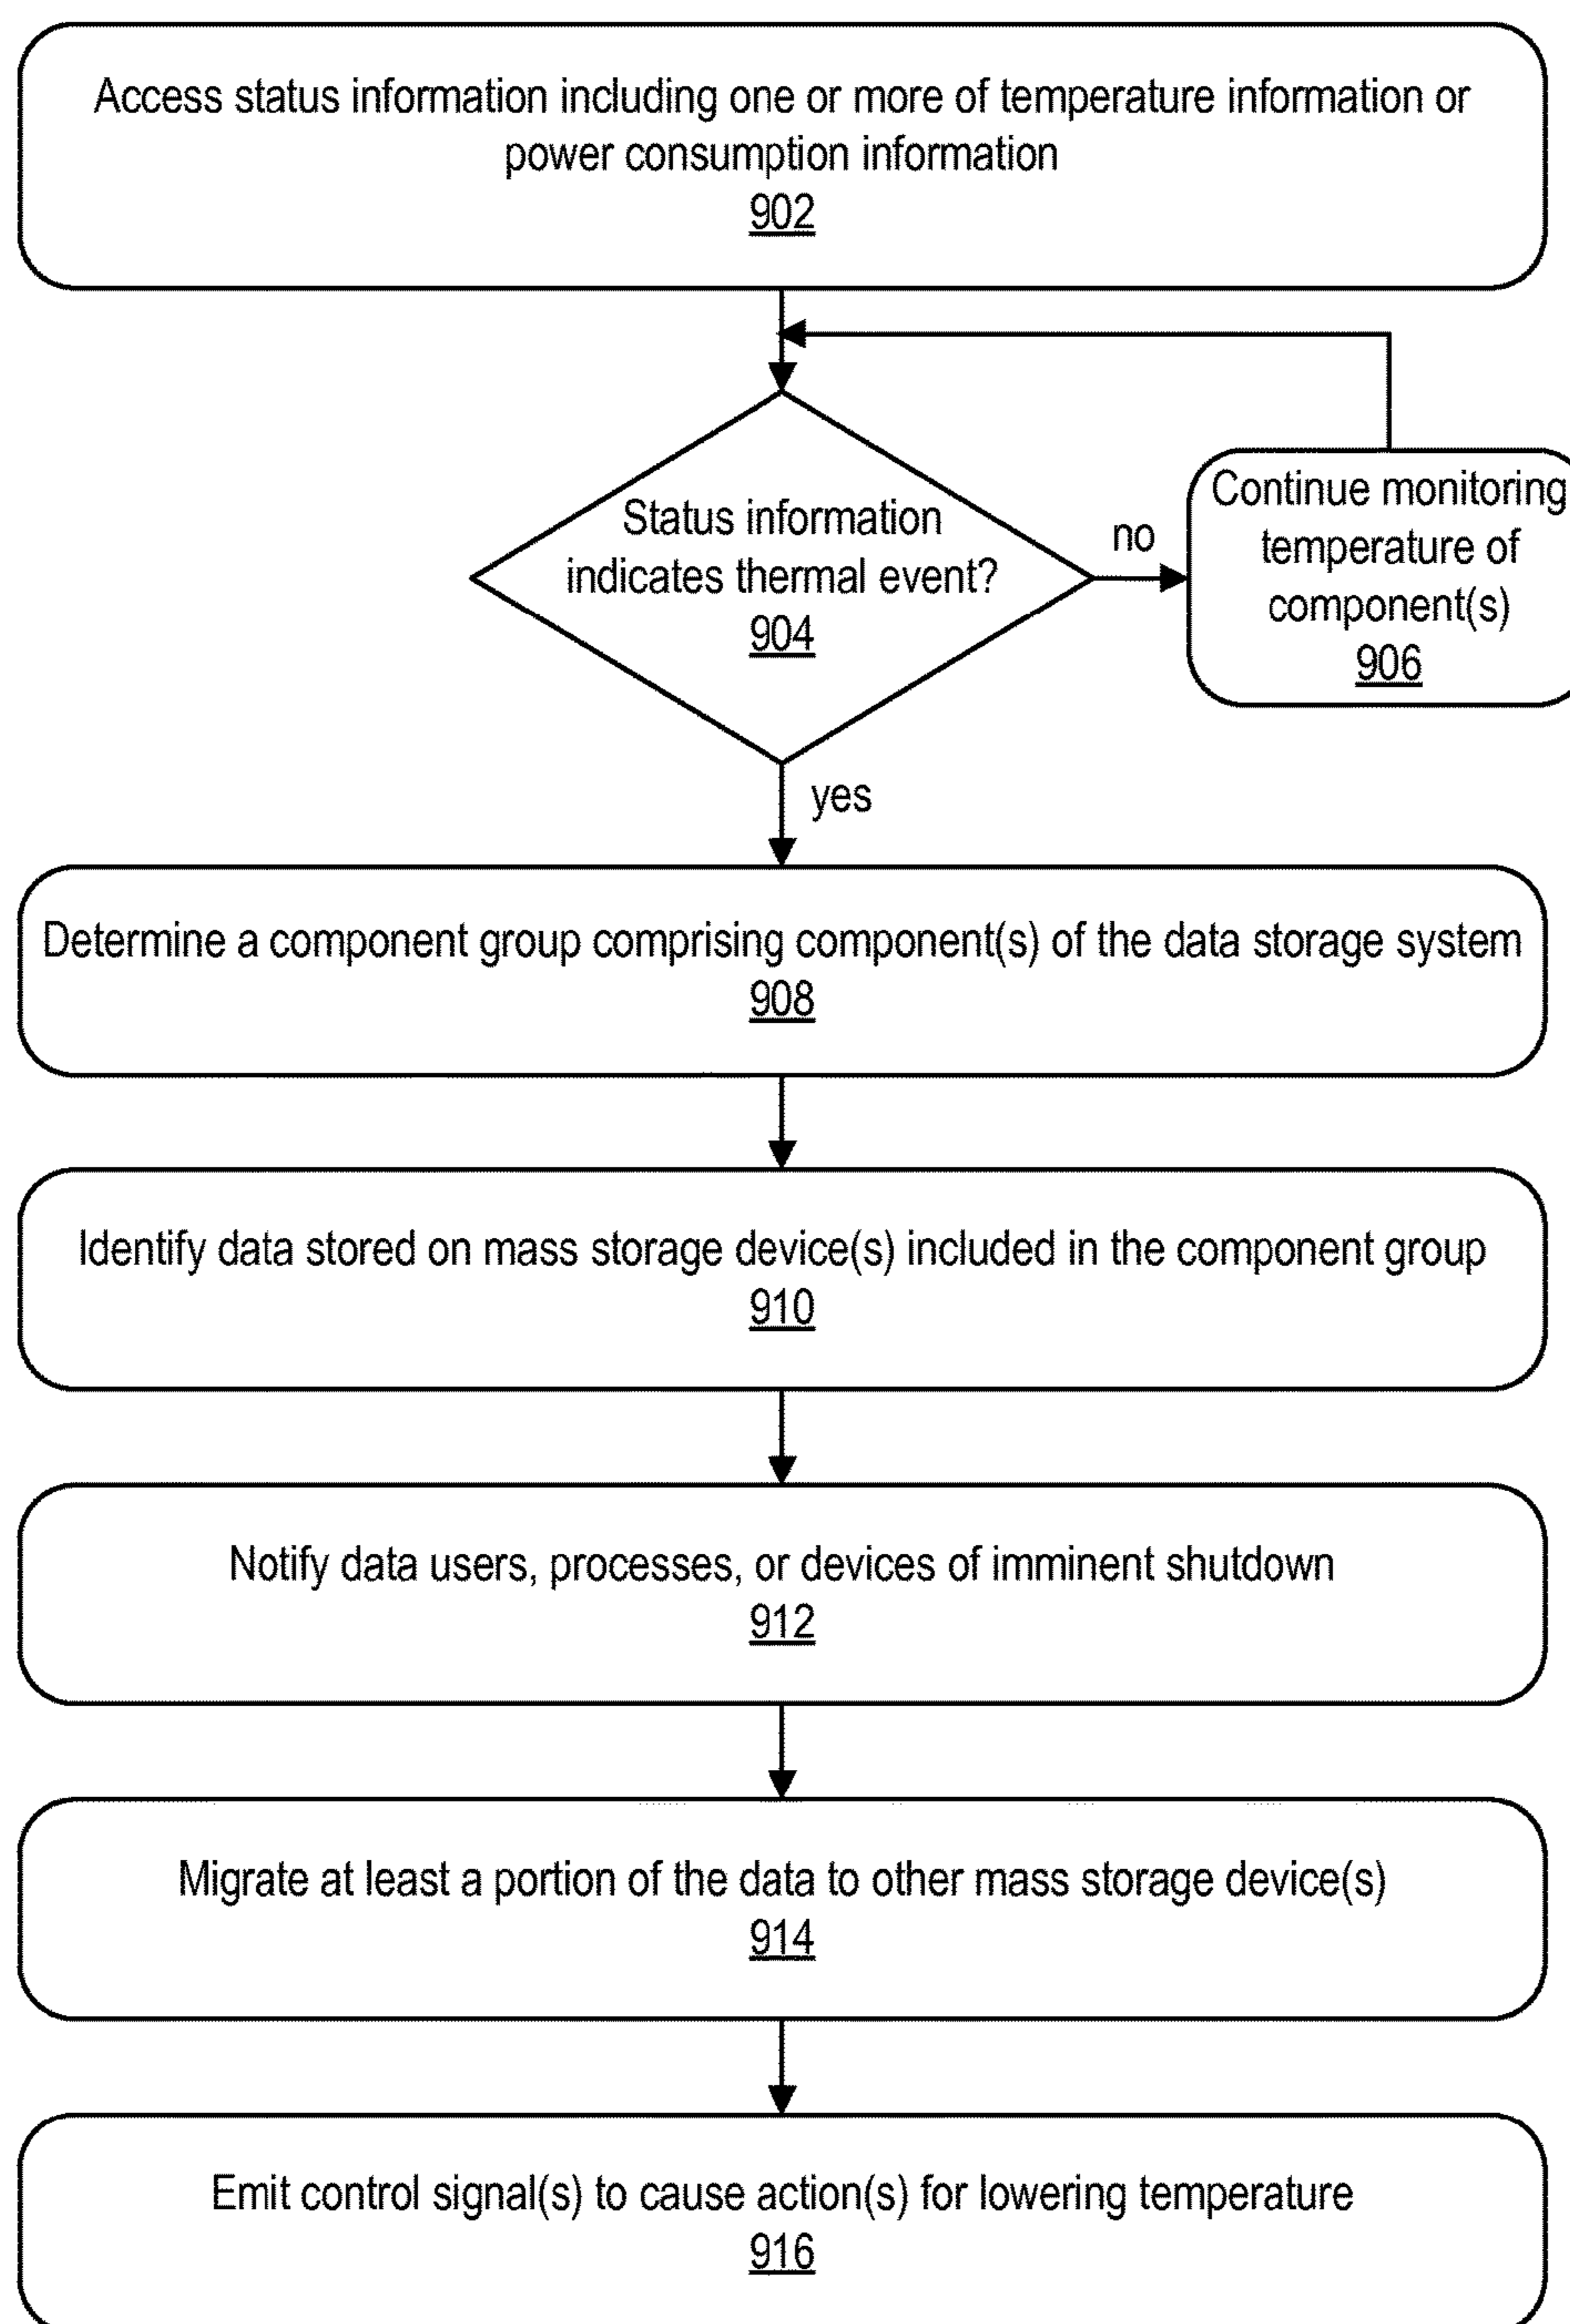 Access status information including one or more of temperature information or
power consumption information
902
Status information
indicates thermal event?
904
no
Continue monitoring
temperature of
component(s)
906
yes
Determine a component group comprising component(s) of the data storage system
908
Identify data stored on mass storage device(s) included in the component group
910
Notify data users, processes, or devices of imminent shutdown
912
Migrate at least a portion of the data to other mass storage device(s)
914
Emit control signal(s) to cause action(s) for lowering temperature
916